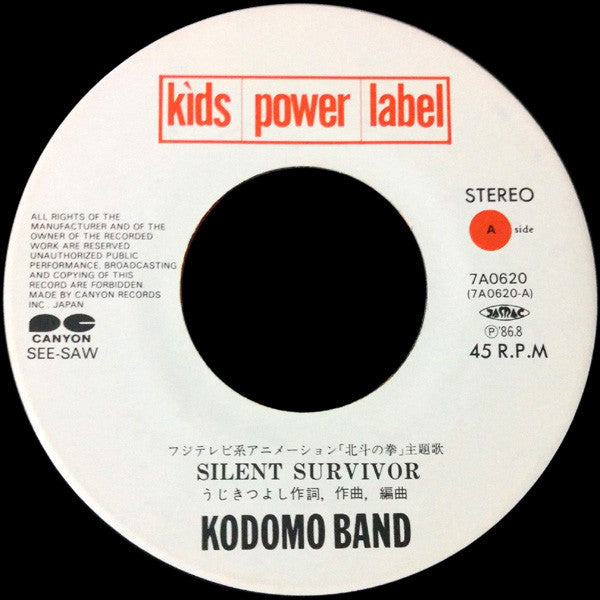 kìds power label
STEREO
A side
7A0620
(7A0620-A)
JASRAC
Ⓟ'86.8
45 R.P.M
ALL RIGHTS OF THE
MANUFACTURER AND OF THE
OWNER OF THE RECORDED
WORK ARE RESERVED
UNAUTHORIZED PUBLIC
PERFORMANCE, BROADCASTING
AND COPYING OF THIS
RECORD ARE FORBIDDEN.
MADE BY CANYON RECORDS
INC. JAPAN
CANYON
SEE-SAW
フジテレビ系アニメーション「北斗の拳」主題歌
SILENT SURVIVOR
うじきつよし作詞, 作曲, 編曲
KODOMO BAND